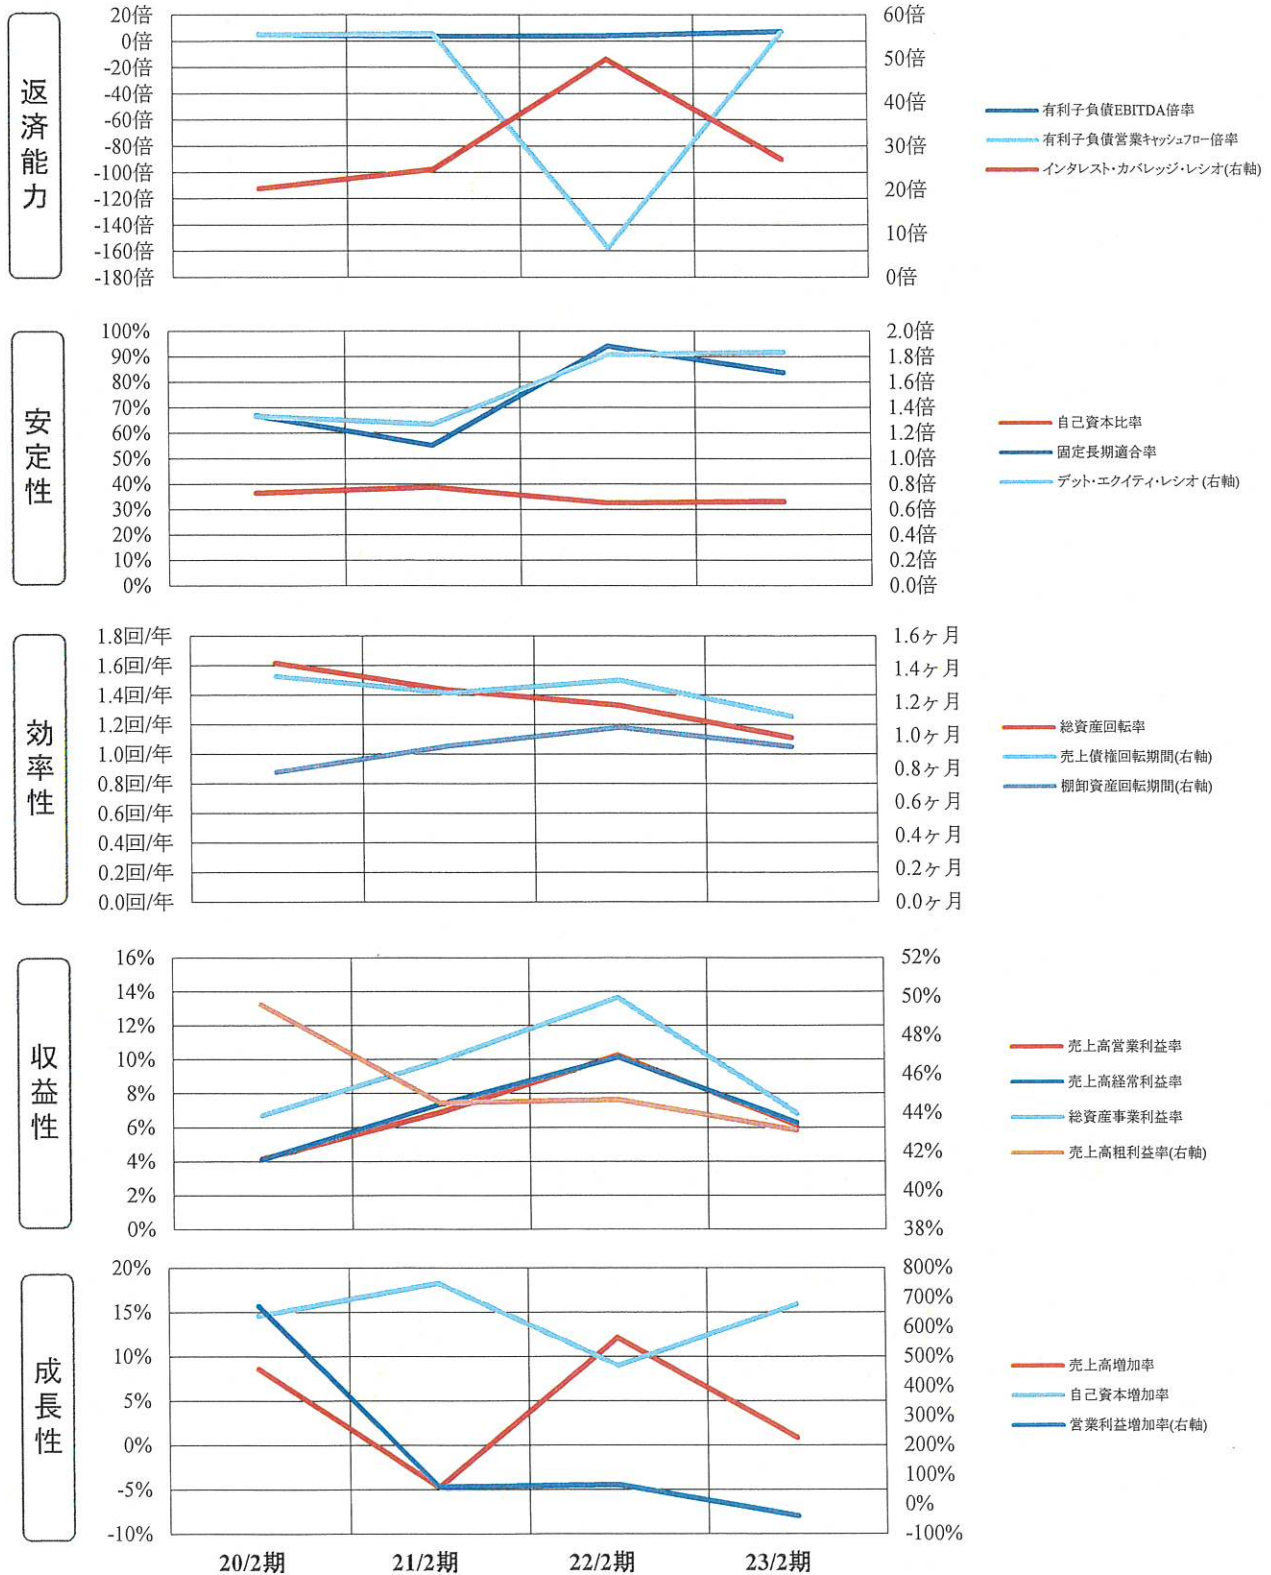 返済能力
20倍
0倍
-20倍
-40倍
-60倍
-80倍
-100倍
-120倍
-140倍
-160倍
-180倍
60倍
50倍
40倍
30倍
20倍
10倍
0倍
有利子負債EBITDA倍率
有利子負債営業キャッシュフロー倍率
インタレスト・カバレッジ・レシオ(右軸)
安定性
100%
90%
80%
70%
60%
50%
40%
30%
20%
10%
0%
2.0倍
1.8倍
1.6倍
1.4倍
1.2倍
1.0倍
0.8倍
0.6倍
0.4倍
0.2倍
0.0倍
自己資本比率
固定長期適合率
デット・エクイティ・レシオ(右軸)
効率性
1.8回/年
1.6回/年
1.4回/年
1.2回/年
1.0回/年
0.8回/年
0.6回/年
0.4回/年
0.2回/年
0.0回/年
1.6ヶ月
1.4ヶ月
1.2ヶ月
1.0ヶ月
0.8ヶ月
0.6ヶ月
0.4ヶ月
0.2ヶ月
0.0ヶ月
総資産回転率
売上債権回転期間(右軸)
棚卸資産回転期間(右軸)
収益性
16%
14%
12%
10%
8%
6%
4%
2%
0%
52%
50%
48%
46%
44%
42%
40%
38%
売上高営業利益率
売上高経常利益率
総資産事業利益率
売上高粗利益率(右軸)
成長性
20%
15%
10%
5%
0%
-5%
-10%
800%
700%
600%
500%
400%
300%
200%
100%
0%
-100%
売上高増加率
自己資本増加率
営業利益増加率(右軸)
20/2期
21/2期
22/2期
23/2期